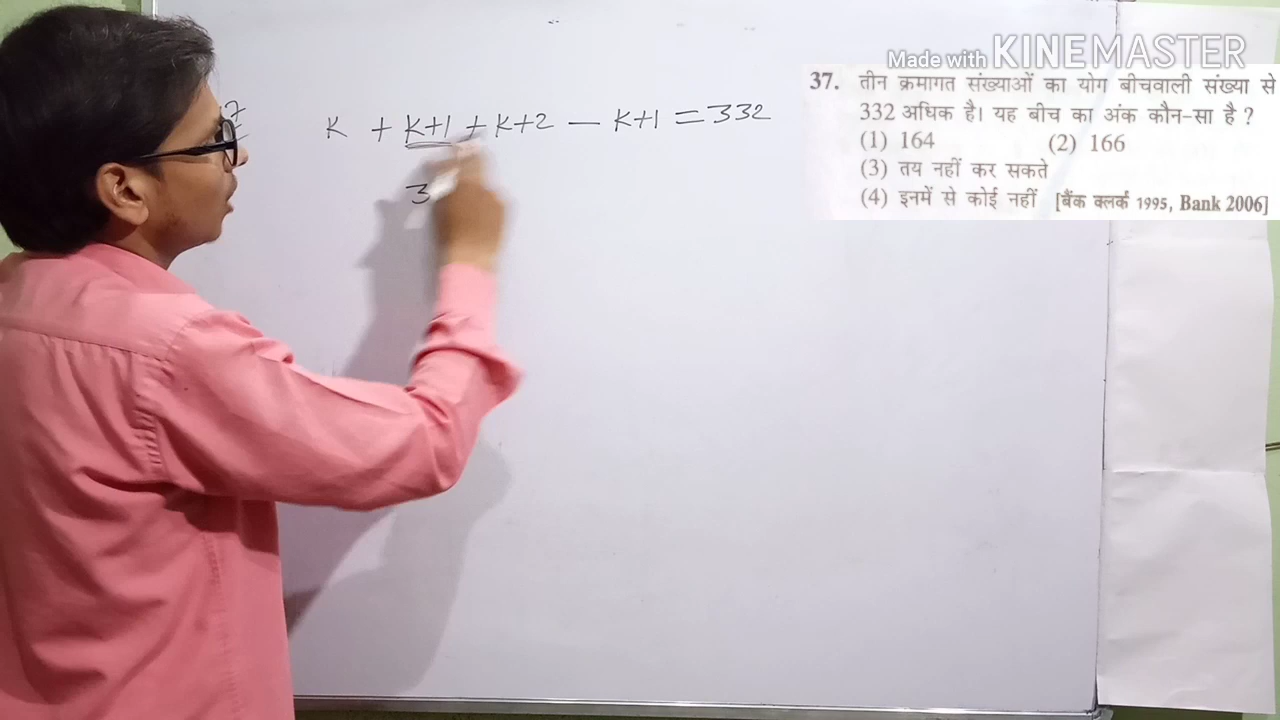 Made with KINEMASTER
37. तीन क्रमागत संख्याओं का योग बीचवाली संख्या से
332 अधिक है। यह बीच का अंक कौन-सा है ?
(1) 164 (2) 166
(3) तय नहीं कर सकते
(4) इनमें से कोई नहीं [बैंक क्लर्क 1995, Bank 2006]
K + K+1 + K+2 — K+1 = 332
3